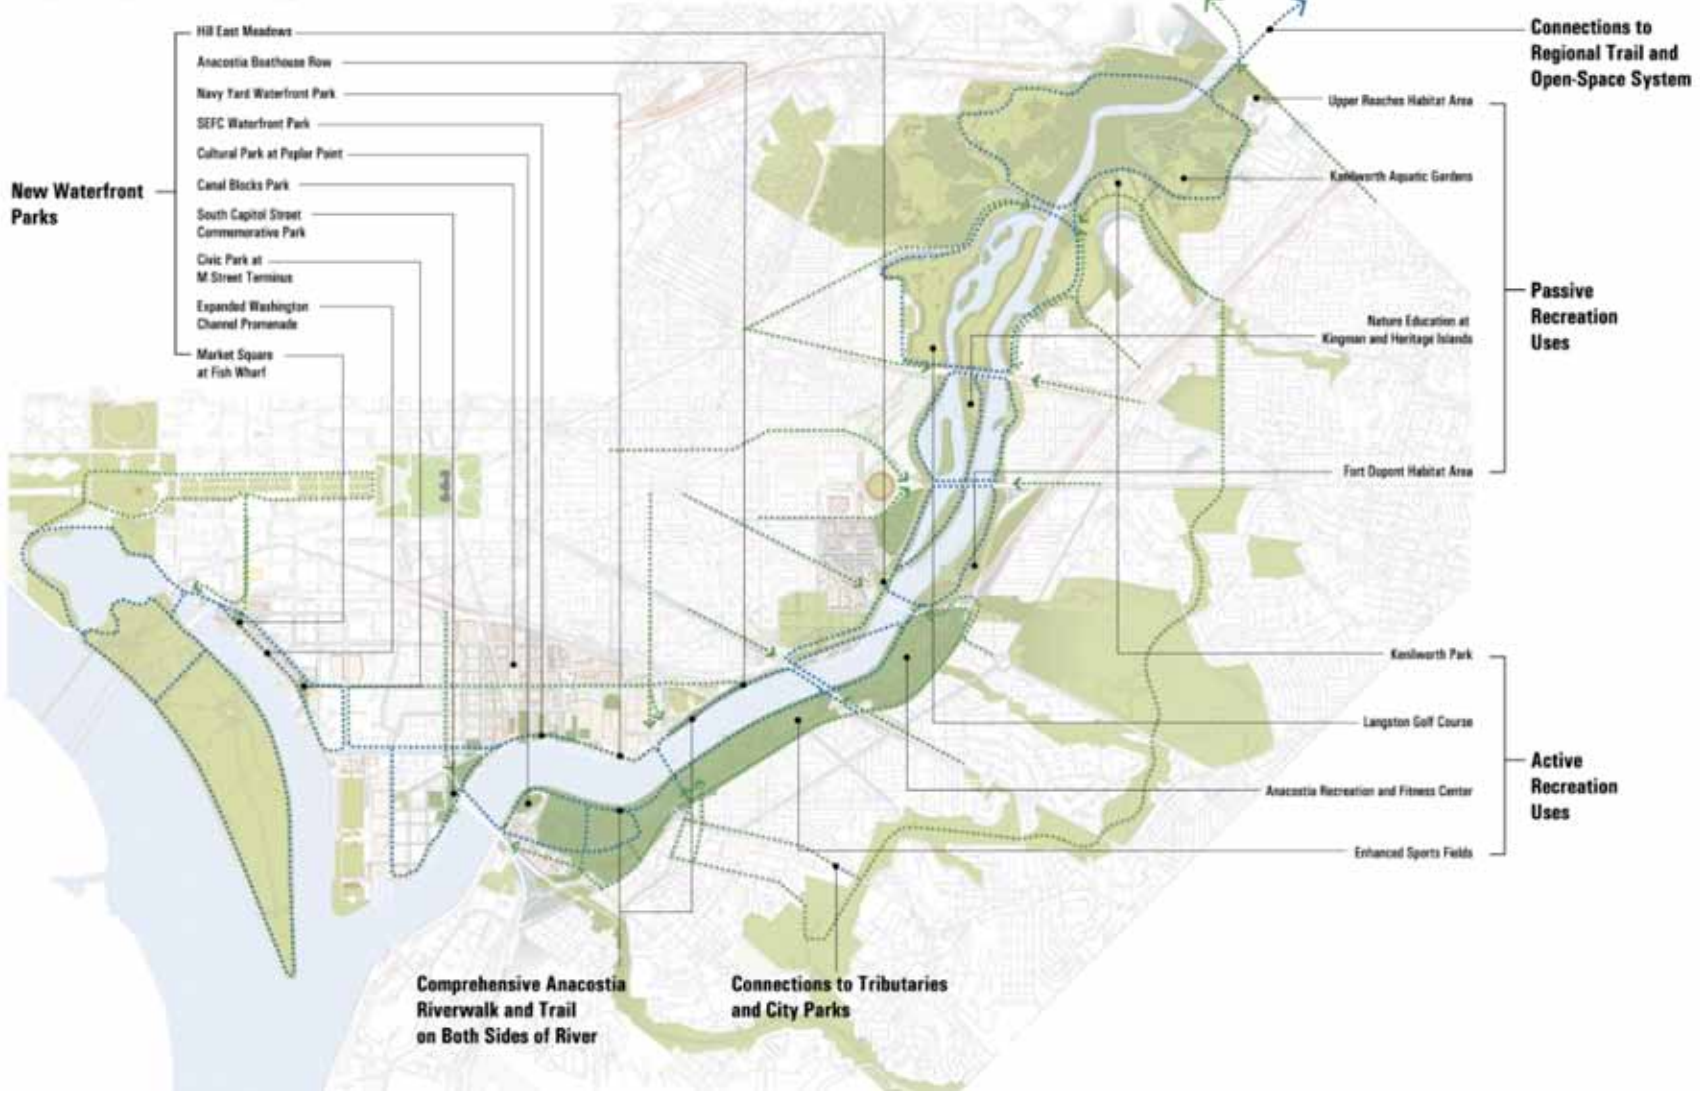 New Waterfront
Parks
Hill East Meadows
Anacostia Boathouse Row
Navy Yard Waterfront Park
SEFC Waterfront Park
Cultural Park at Poplar Point
Canal Blocks Park
South Capitol Street
Commemorative Park
Civic Park at
M Street Terminus
Expanded Washington
Channel Promenade
Market Square
at Fish Wharf
Connections to
Regional Trail and
Open-Space System
Upper Reaches Habitat Area
Kenilworth Aquatic Gardens
Nature Education at
Kingman and Heritage Islands
Fort Dupont Habitat Area
Passive
Recreation
Uses
Kenilworth Park
Langston Golf Course
Anacostia Recreation and Fitness Center
Enhanced Sports Fields
Active
Recreation
Uses
Comprehensive Anacostia
Riverwalk and Trail
on Both Sides of River
Connections to Tributaries
and City Parks